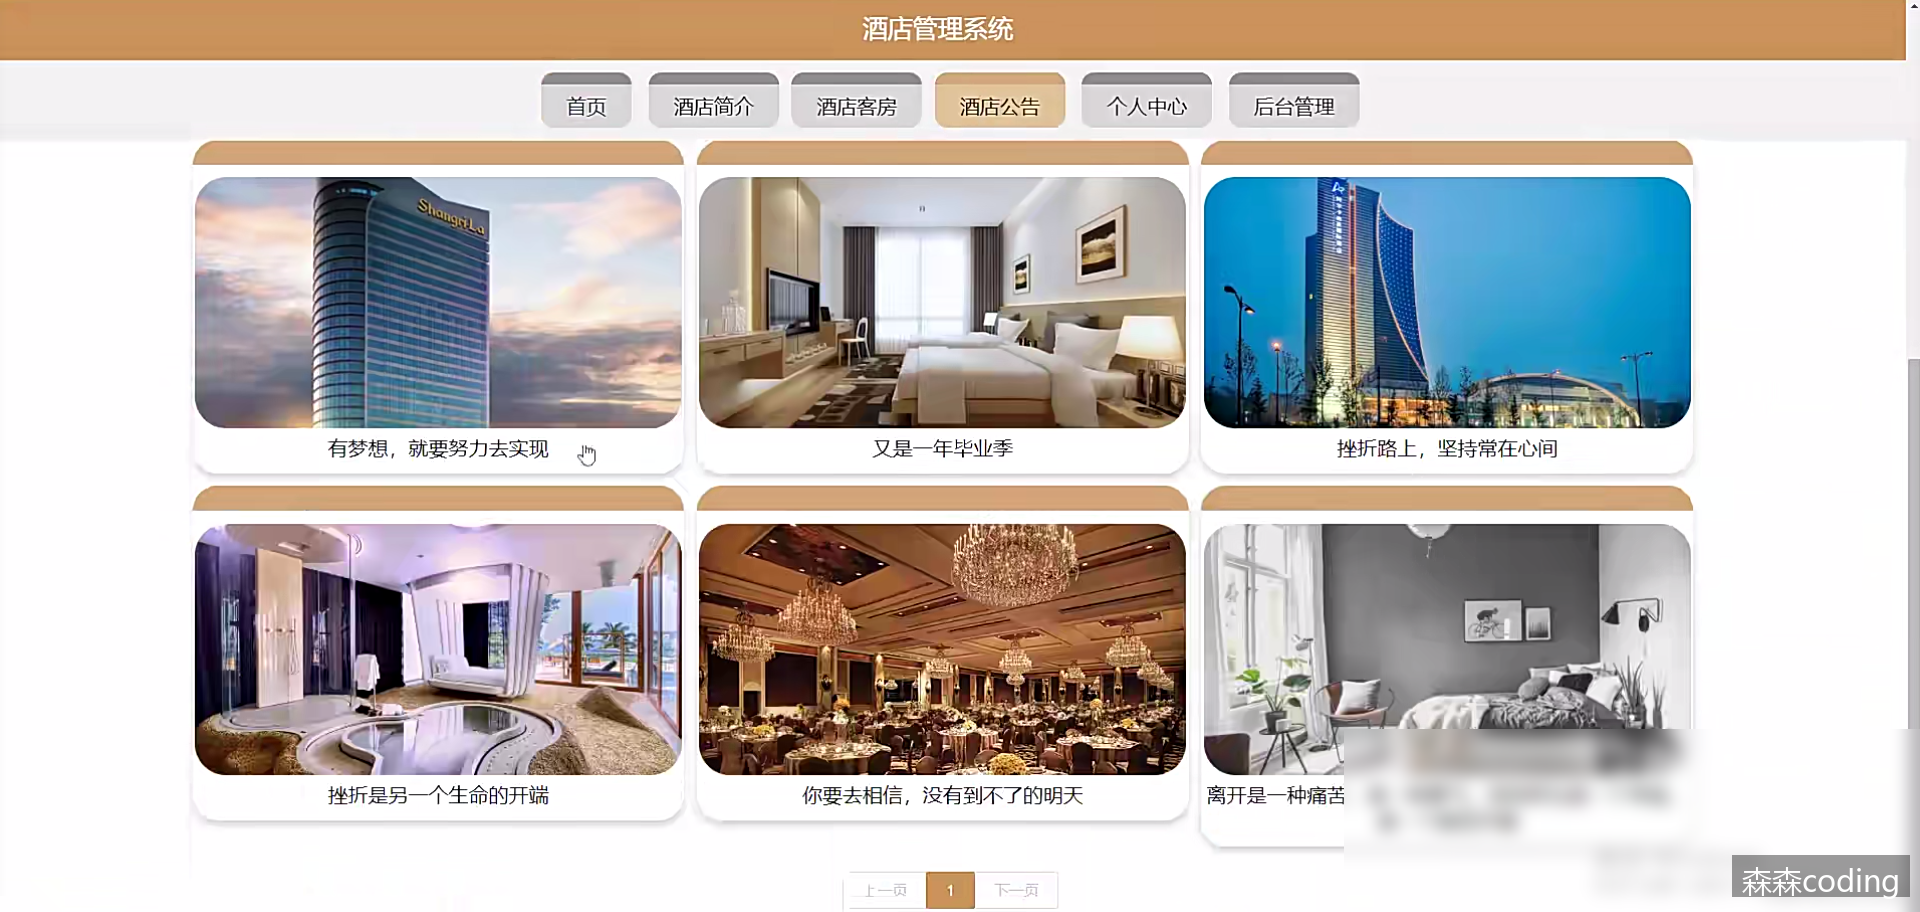 酒店管理系统
首页
酒店简介
酒店客房
酒店公告
个人中心
后台管理
Shangri-La
有梦想，就要努力去实现
又是一年毕业季
挫折路上，坚持常在心间
挫折是另一个生命的开端
你要去相信，没有到不了的明天
离开是一种痛苦
上一页
1
下一页
森森coding